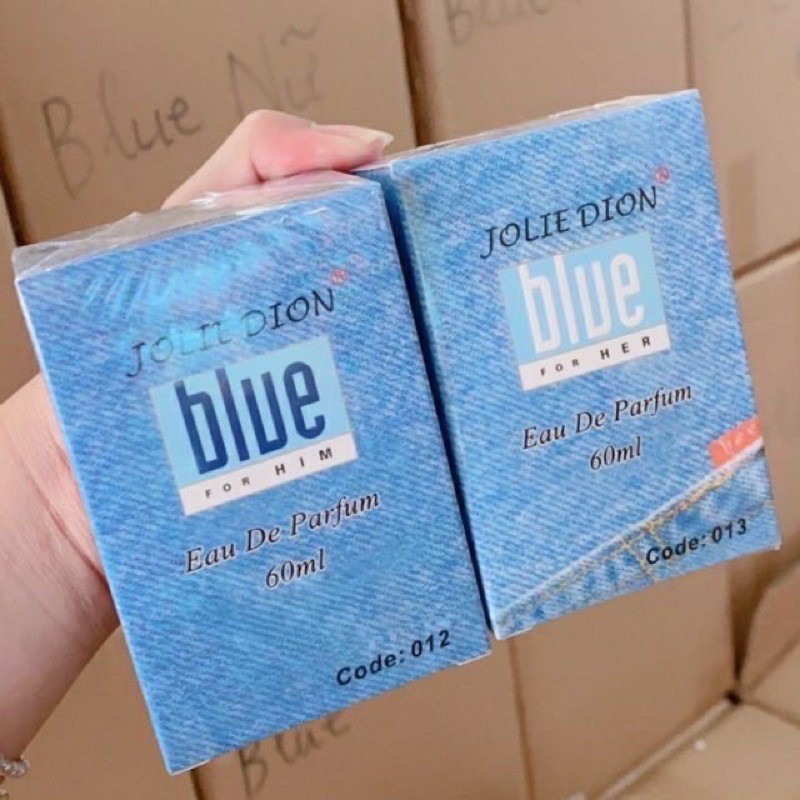 Blue Nữ
JOLIE DION®
blue
FOR HIM
Eau De Parfum
60ml
Code: 012
JOLIE DION®
blue
FOR HER
Eau De Parfum
60ml
Code: 013
Blue